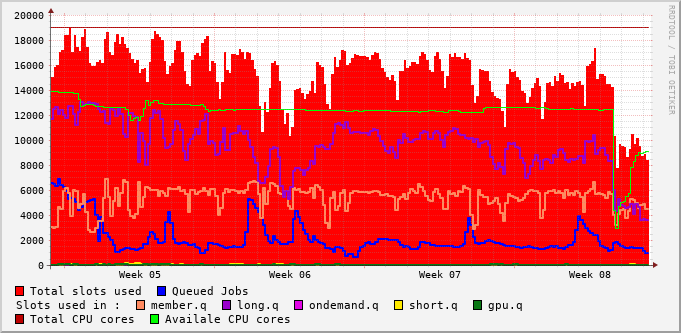 RRDTOOL / TOBI OETIKER
20000
18000
16000
14000
12000
10000
8000
6000
4000
2000
0
Week 05 Week 06 Week 07 Week 08
Total slots used Queued Jobs
Slots used in : member.q long.q ondemand.q short.q gpu.q
Total CPU cores Availale CPU cores